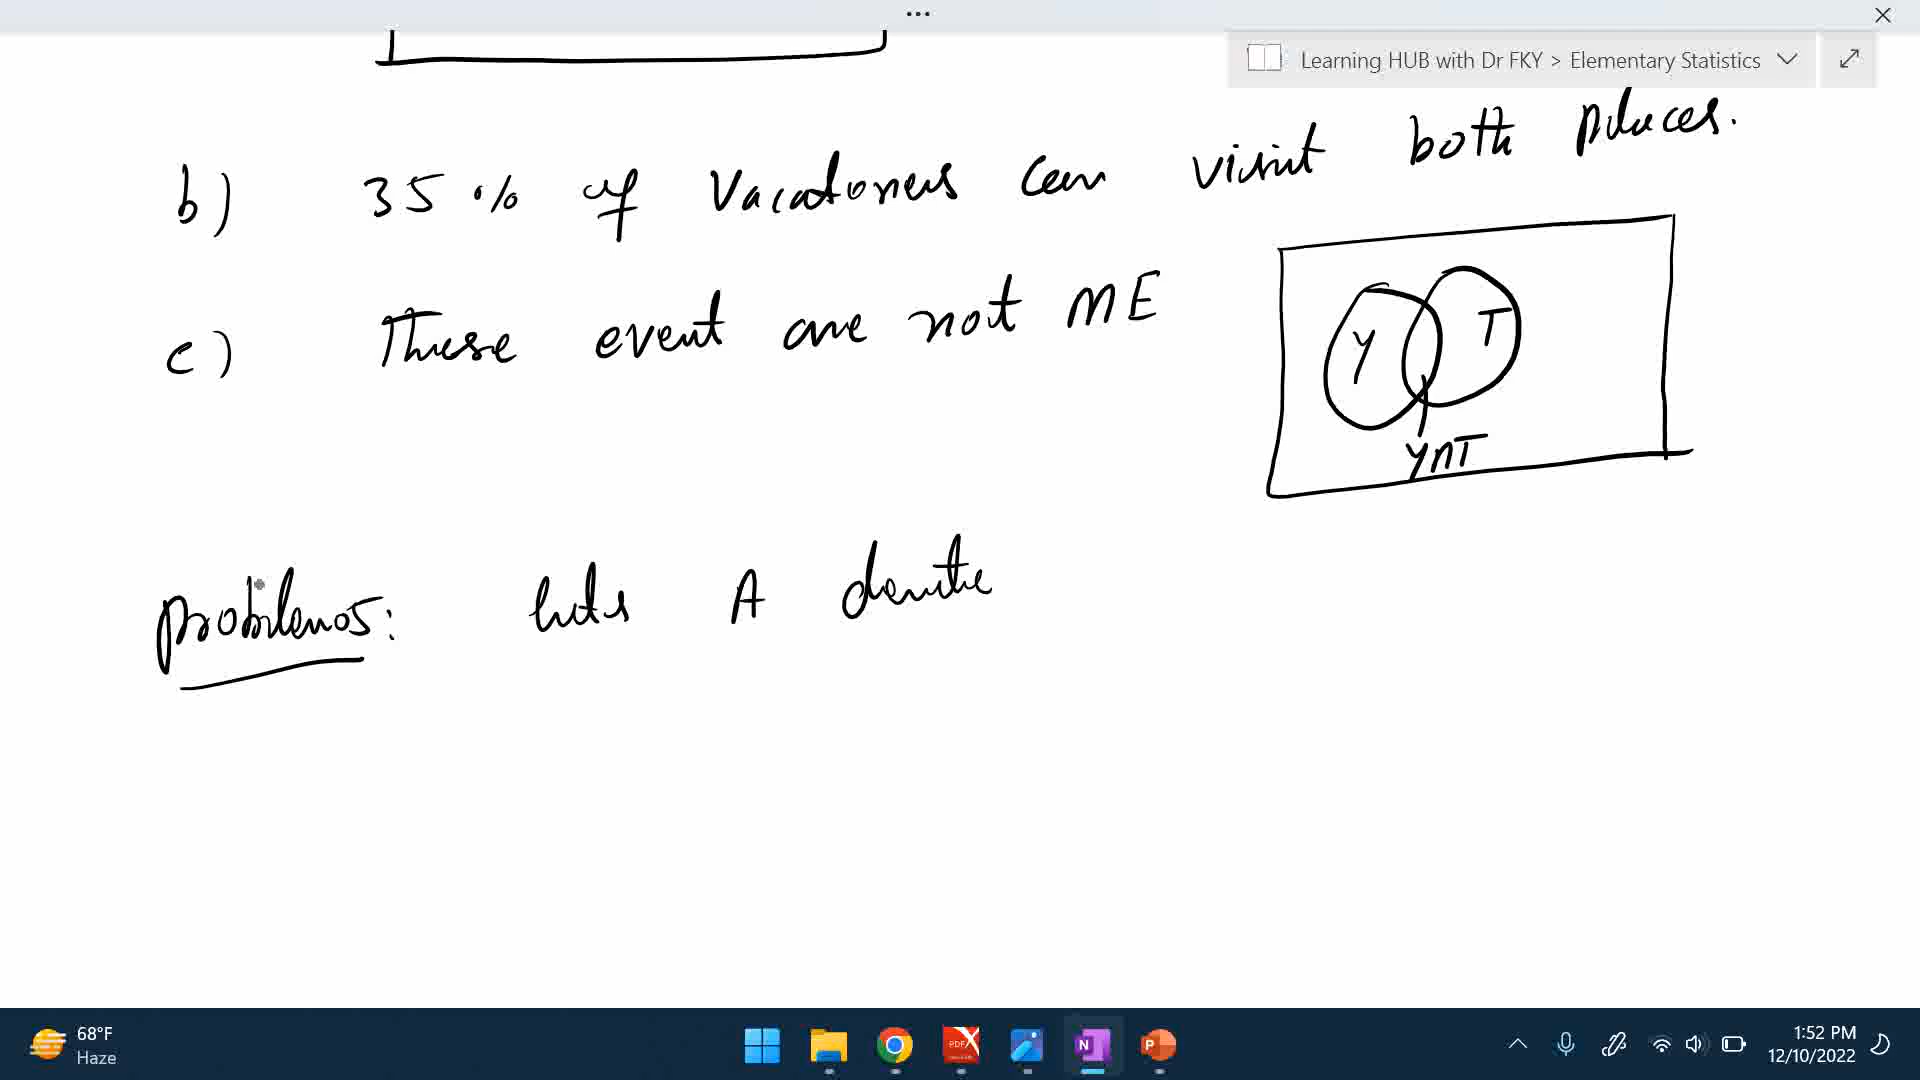 ...
Learning HUB with Dr FKY > Elementary Statistics
b) 35 % of Vacationers can visit both places.
c) These event are not ME
Y T
Y∩T
Problem05: lets A denote
68°F
Haze
1:52 PM
12/10/2022